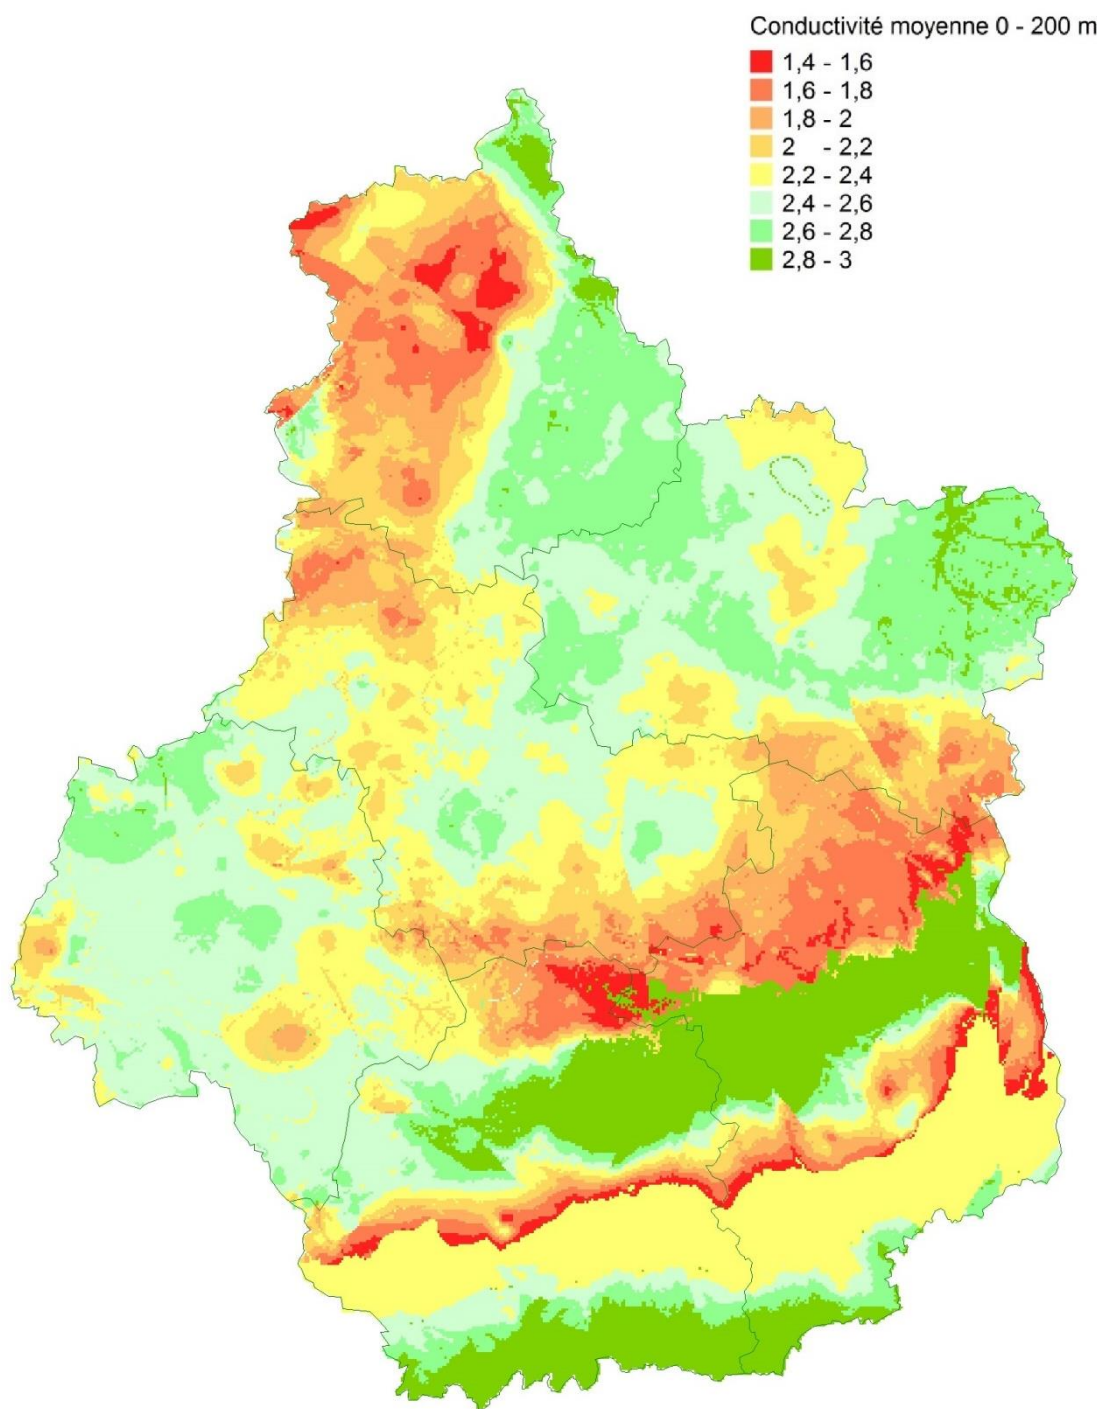 Conductivité moyenne 0 - 200 m
1,4 - 1,6
1,6 - 1,8
1,8 - 2
2 - 2,2
2,2 - 2,4
2,4 - 2,6
2,6 - 2,8
2,8 - 3